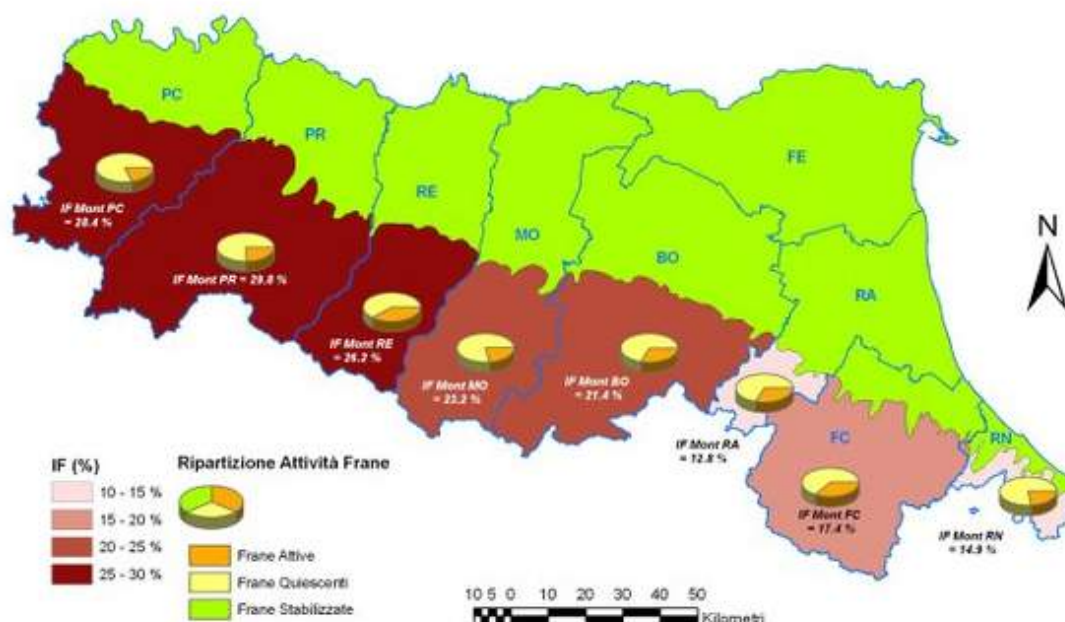 PC
PR
RE
MO
BO
FE
RA
FC
RN
N
IF Mont PC
= 28.4 %
IF Mont PR = 29.8 %
IF Mont RE
= 26.2 %
IF Mont MO
= 23.2 %
IF Mont BO
= 21.4 %
IF Mont RA
= 12.8 %
IF Mont FC
= 17.4 %
IF Mont RN
= 14.9 %
IF (%)
10 - 15 %
15 - 20 %
20 - 25 %
25 - 30 %
Ripartizione Attività Frane
Frane Attive
Frane Quiescenti
Frane Stabilizzate
10 5 0 10 20 30 40 50
Kilometri